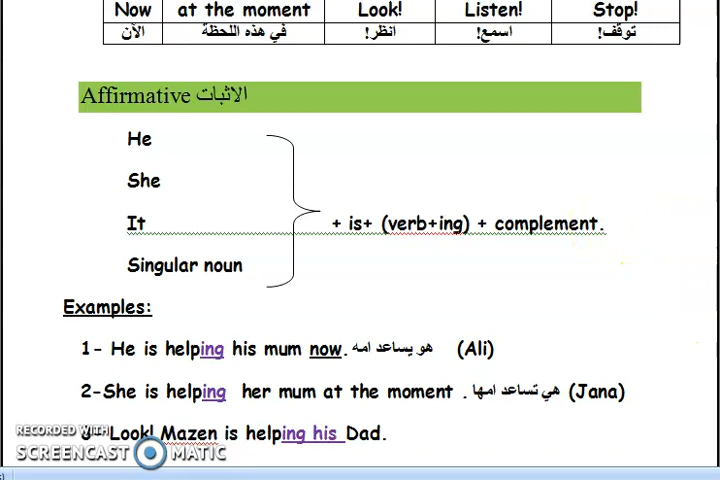 Now at the moment Look! Listen! Stop!
الآن في هذه اللحظة انظر! اسمع! توقف!
Affirmative الاثبات
He
She
It + is+ (verb+ing) + complement.
Singular noun
Examples:
1- He is helping his mum now. هو يساعد امه (Ali)
2-She is helping her mum at the moment . هي تساعد امها (Jana)
3-Look! Mazen is helping his Dad.
RECORDED WITH
SCREENCAST MATIC